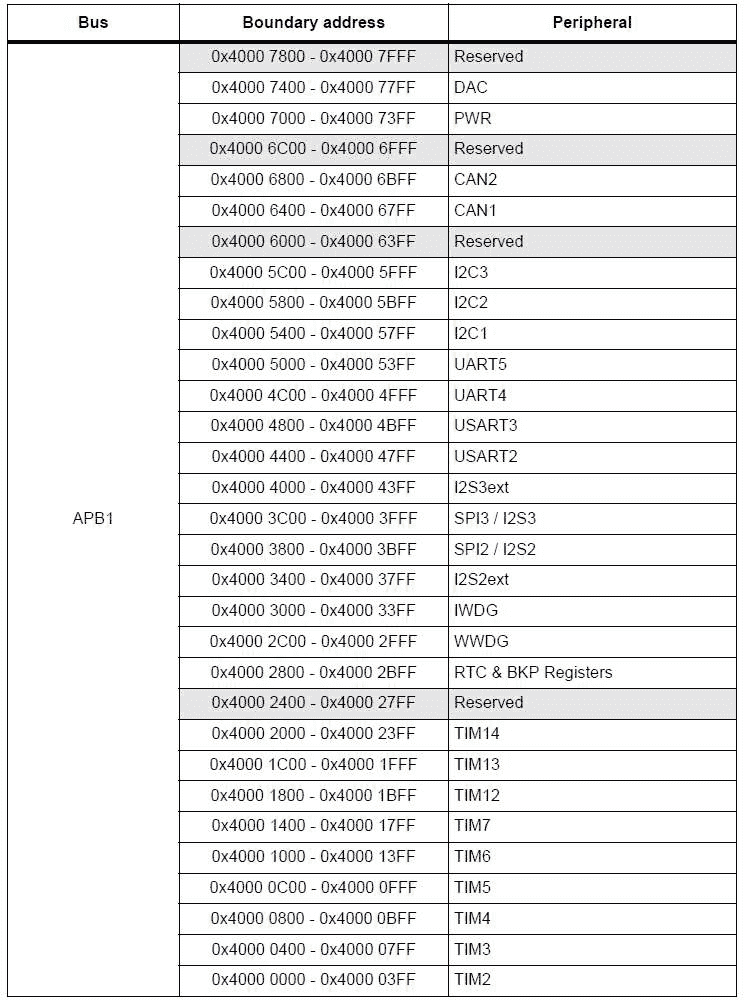 Bus Boundary address Peripheral
0x4000 7800 - 0x4000 7FFF Reserved
0x4000 7400 - 0x4000 77FF DAC
0x4000 7000 - 0x4000 73FF PWR
0x4000 6C00 - 0x4000 6FFF Reserved
0x4000 6800 - 0x4000 6BFF CAN2
0x4000 6400 - 0x4000 67FF CAN1
0x4000 6000 - 0x4000 63FF Reserved
0x4000 5C00 - 0x4000 5FFF I2C3
0x4000 5800 - 0x4000 5BFF I2C2
0x4000 5400 - 0x4000 57FF I2C1
0x4000 5000 - 0x4000 53FF UART5
0x4000 4C00 - 0x4000 4FFF UART4
0x4000 4800 - 0x4000 4BFF USART3
0x4000 4400 - 0x4000 47FF USART2
0x4000 4000 - 0x4000 43FF I2S3ext
APB1 0x4000 3C00 - 0x4000 3FFF SPI3 / I2S3
0x4000 3800 - 0x4000 3BFF SPI2 / I2S2
0x4000 3400 - 0x4000 37FF I2S2ext
0x4000 3000 - 0x4000 33FF IWDG
0x4000 2C00 - 0x4000 2FFF WWDG
0x4000 2800 - 0x4000 2BFF RTC & BKP Registers
0x4000 2400 - 0x4000 27FF Reserved
0x4000 2000 - 0x4000 23FF TIM14
0x4000 1C00 - 0x4000 1FFF TIM13
0x4000 1800 - 0x4000 1BFF TIM12
0x4000 1400 - 0x4000 17FF TIM7
0x4000 1000 - 0x4000 13FF TIM6
0x4000 0C00 - 0x4000 0FFF TIM5
0x4000 0800 - 0x4000 0BFF TIM4
0x4000 0400 - 0x4000 07FF TIM3
0x4000 0000 - 0x4000 03FF TIM2